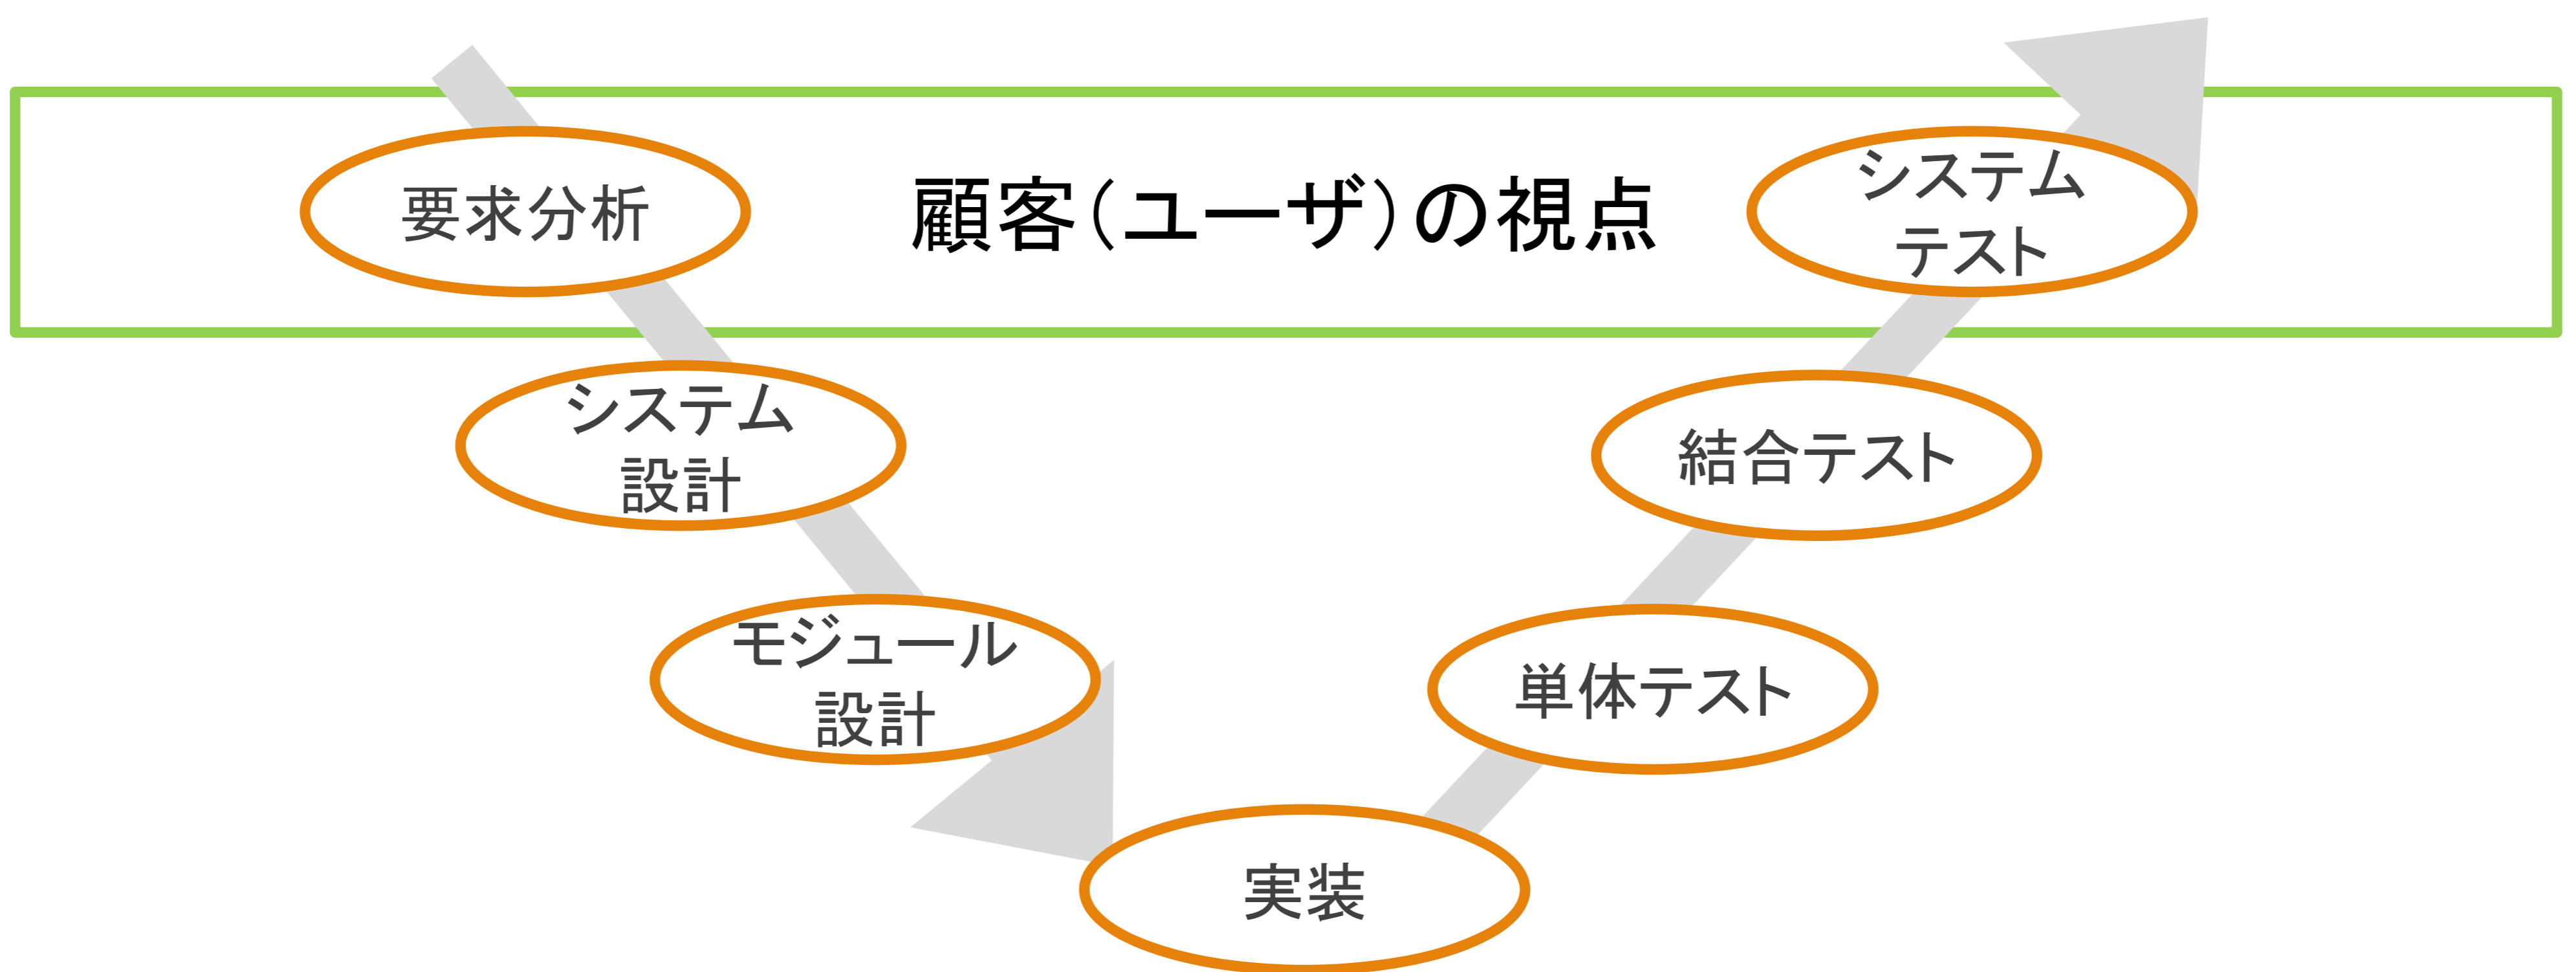 要求分析
顧客（ユーザ）の視点
システム
テスト
システム
設計
結合テスト
モジュール
設計
単体テスト
実装